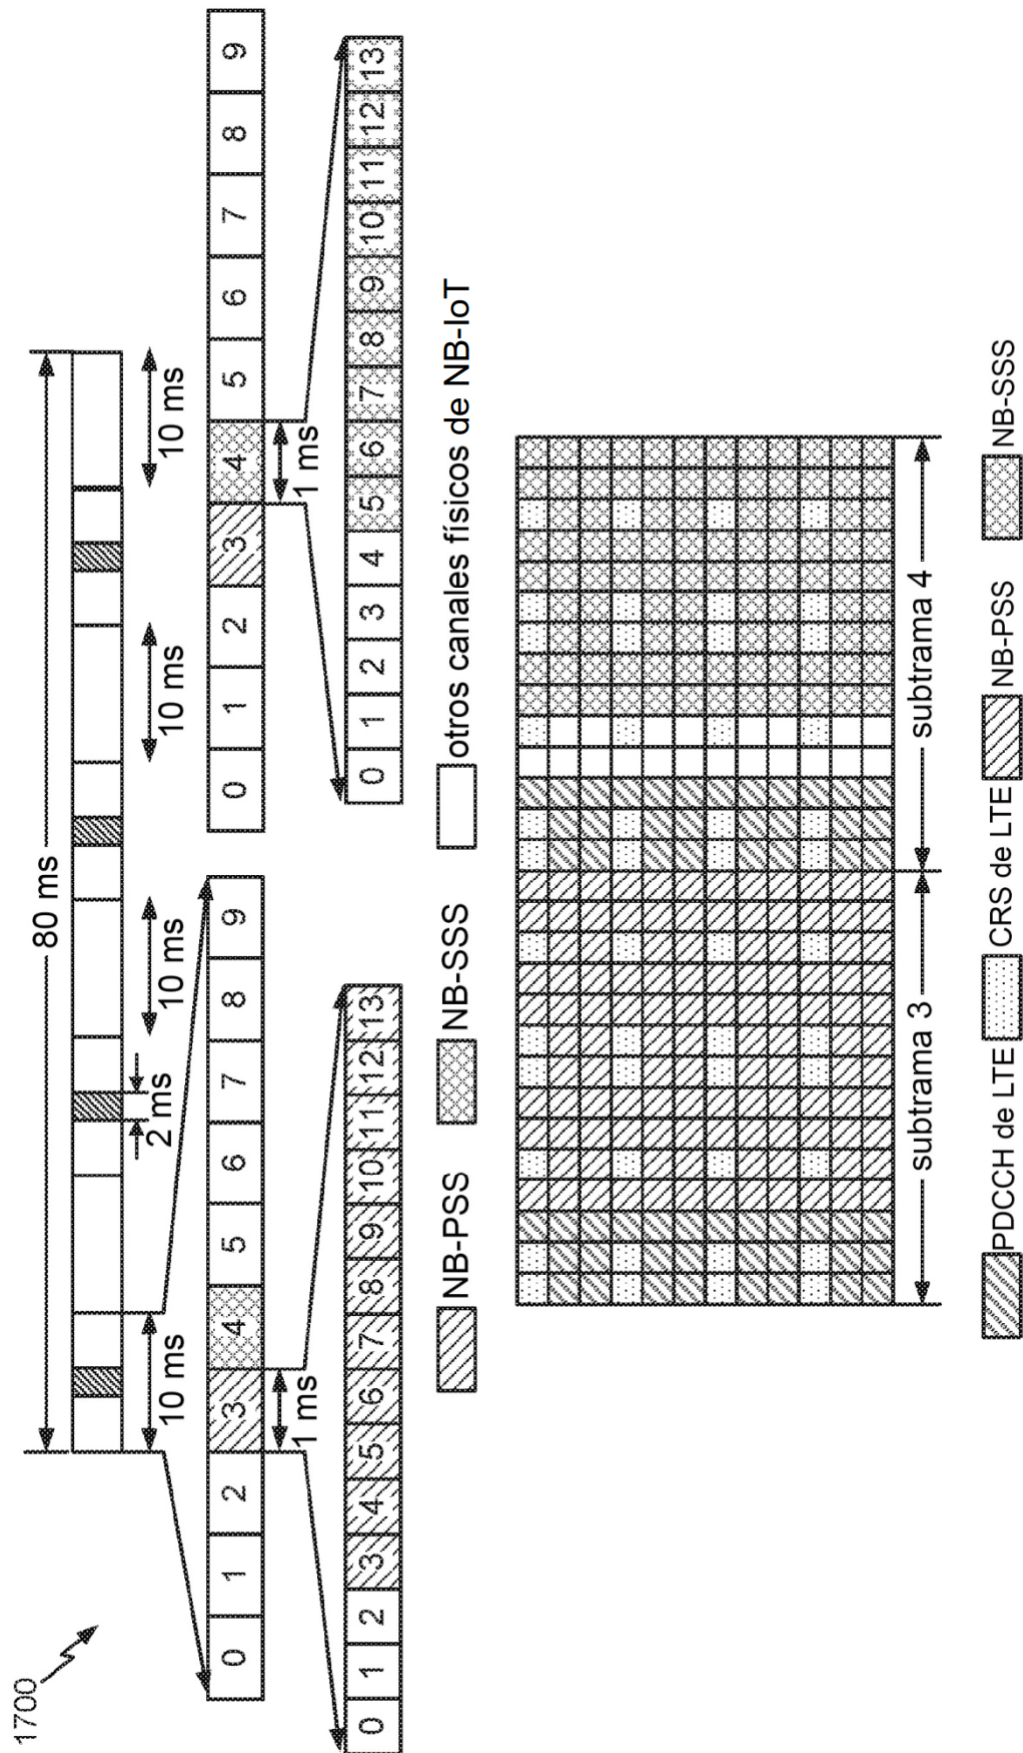 1700
80 ms
10 ms
2 ms
10 ms
10 ms
10 ms
0 1 2 3 4 5 6 7 8 9
0 1 2 3 4 5 6 7 8 9
1 ms
1 ms
0 1 2 3 4 5 6 7 8 9 10 11 12 13
0 1 2 3 4 5 6 7 8 9 10 11 12 13
NB-PSS
NB-SSS
otros canales físicos de NB-IoT
subtrama 3
subtrama 4
PDCCH de LTE
CRS de LTE
NB-PSS
NB-SSS